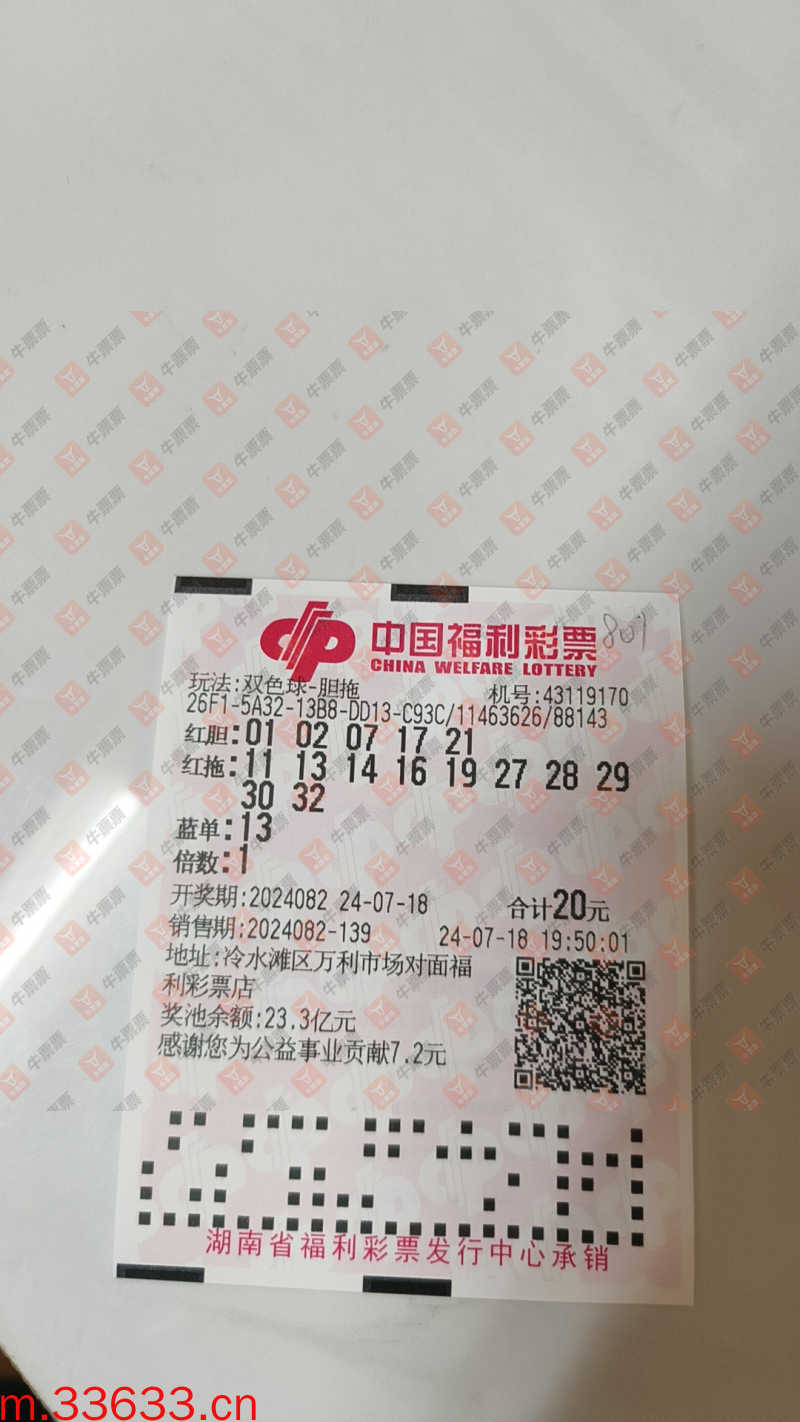 中国福利彩票
CHINA WELFARE LOTTERY
801
玩法:双色球-胆拖 机号:43119170
26F1-5A32-13B8-DD13-C93C/11463626/88143
红胆:01 02 07 17 21
红拖:11 13 14 16 19 27 28 29
30 32
蓝单:13
倍数:1
开奖期:2024082 24-07-18 合计20元
销售期:2024082-139 24-07-18 19:50:01
地址:冷水滩区万利市场对面福
利彩票店
奖池余额:23.3亿元
感谢您为公益事业贡献7.2元
湖南省福利彩票发行中心承销
牛票票
m.33633.cn